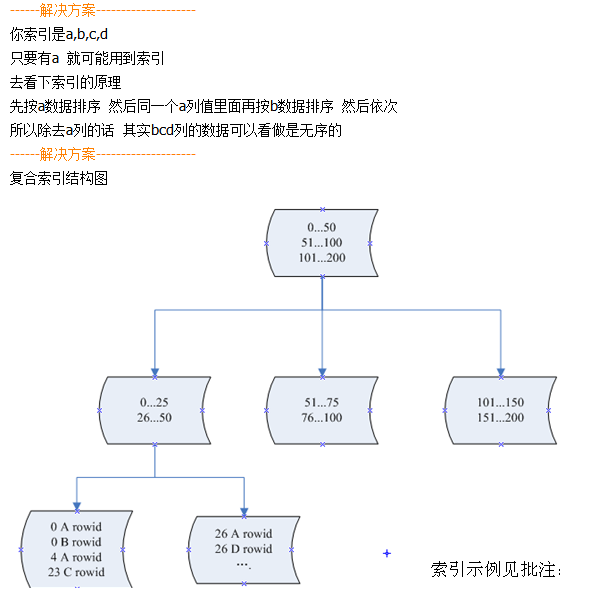 ------解决方案--------------------
你索引是a,b,c,d
只要有a 就可能用到索引
去看下索引的原理
先按a数据排序 然后同一个a列值里面再按b数据排序 然后依次
所以除去a列的话 其实bcd列的数据可以看做是无序的
------解决方案--------------------
复合索引结构图
0...50
51...100
101...200
0...25
26...50
51...75
76...100
101...150
151...200
0 A rowid
0 B rowid
4 A rowid
23 C rowid
26 A rowid
26 D rowid
....
索引示例见批注: